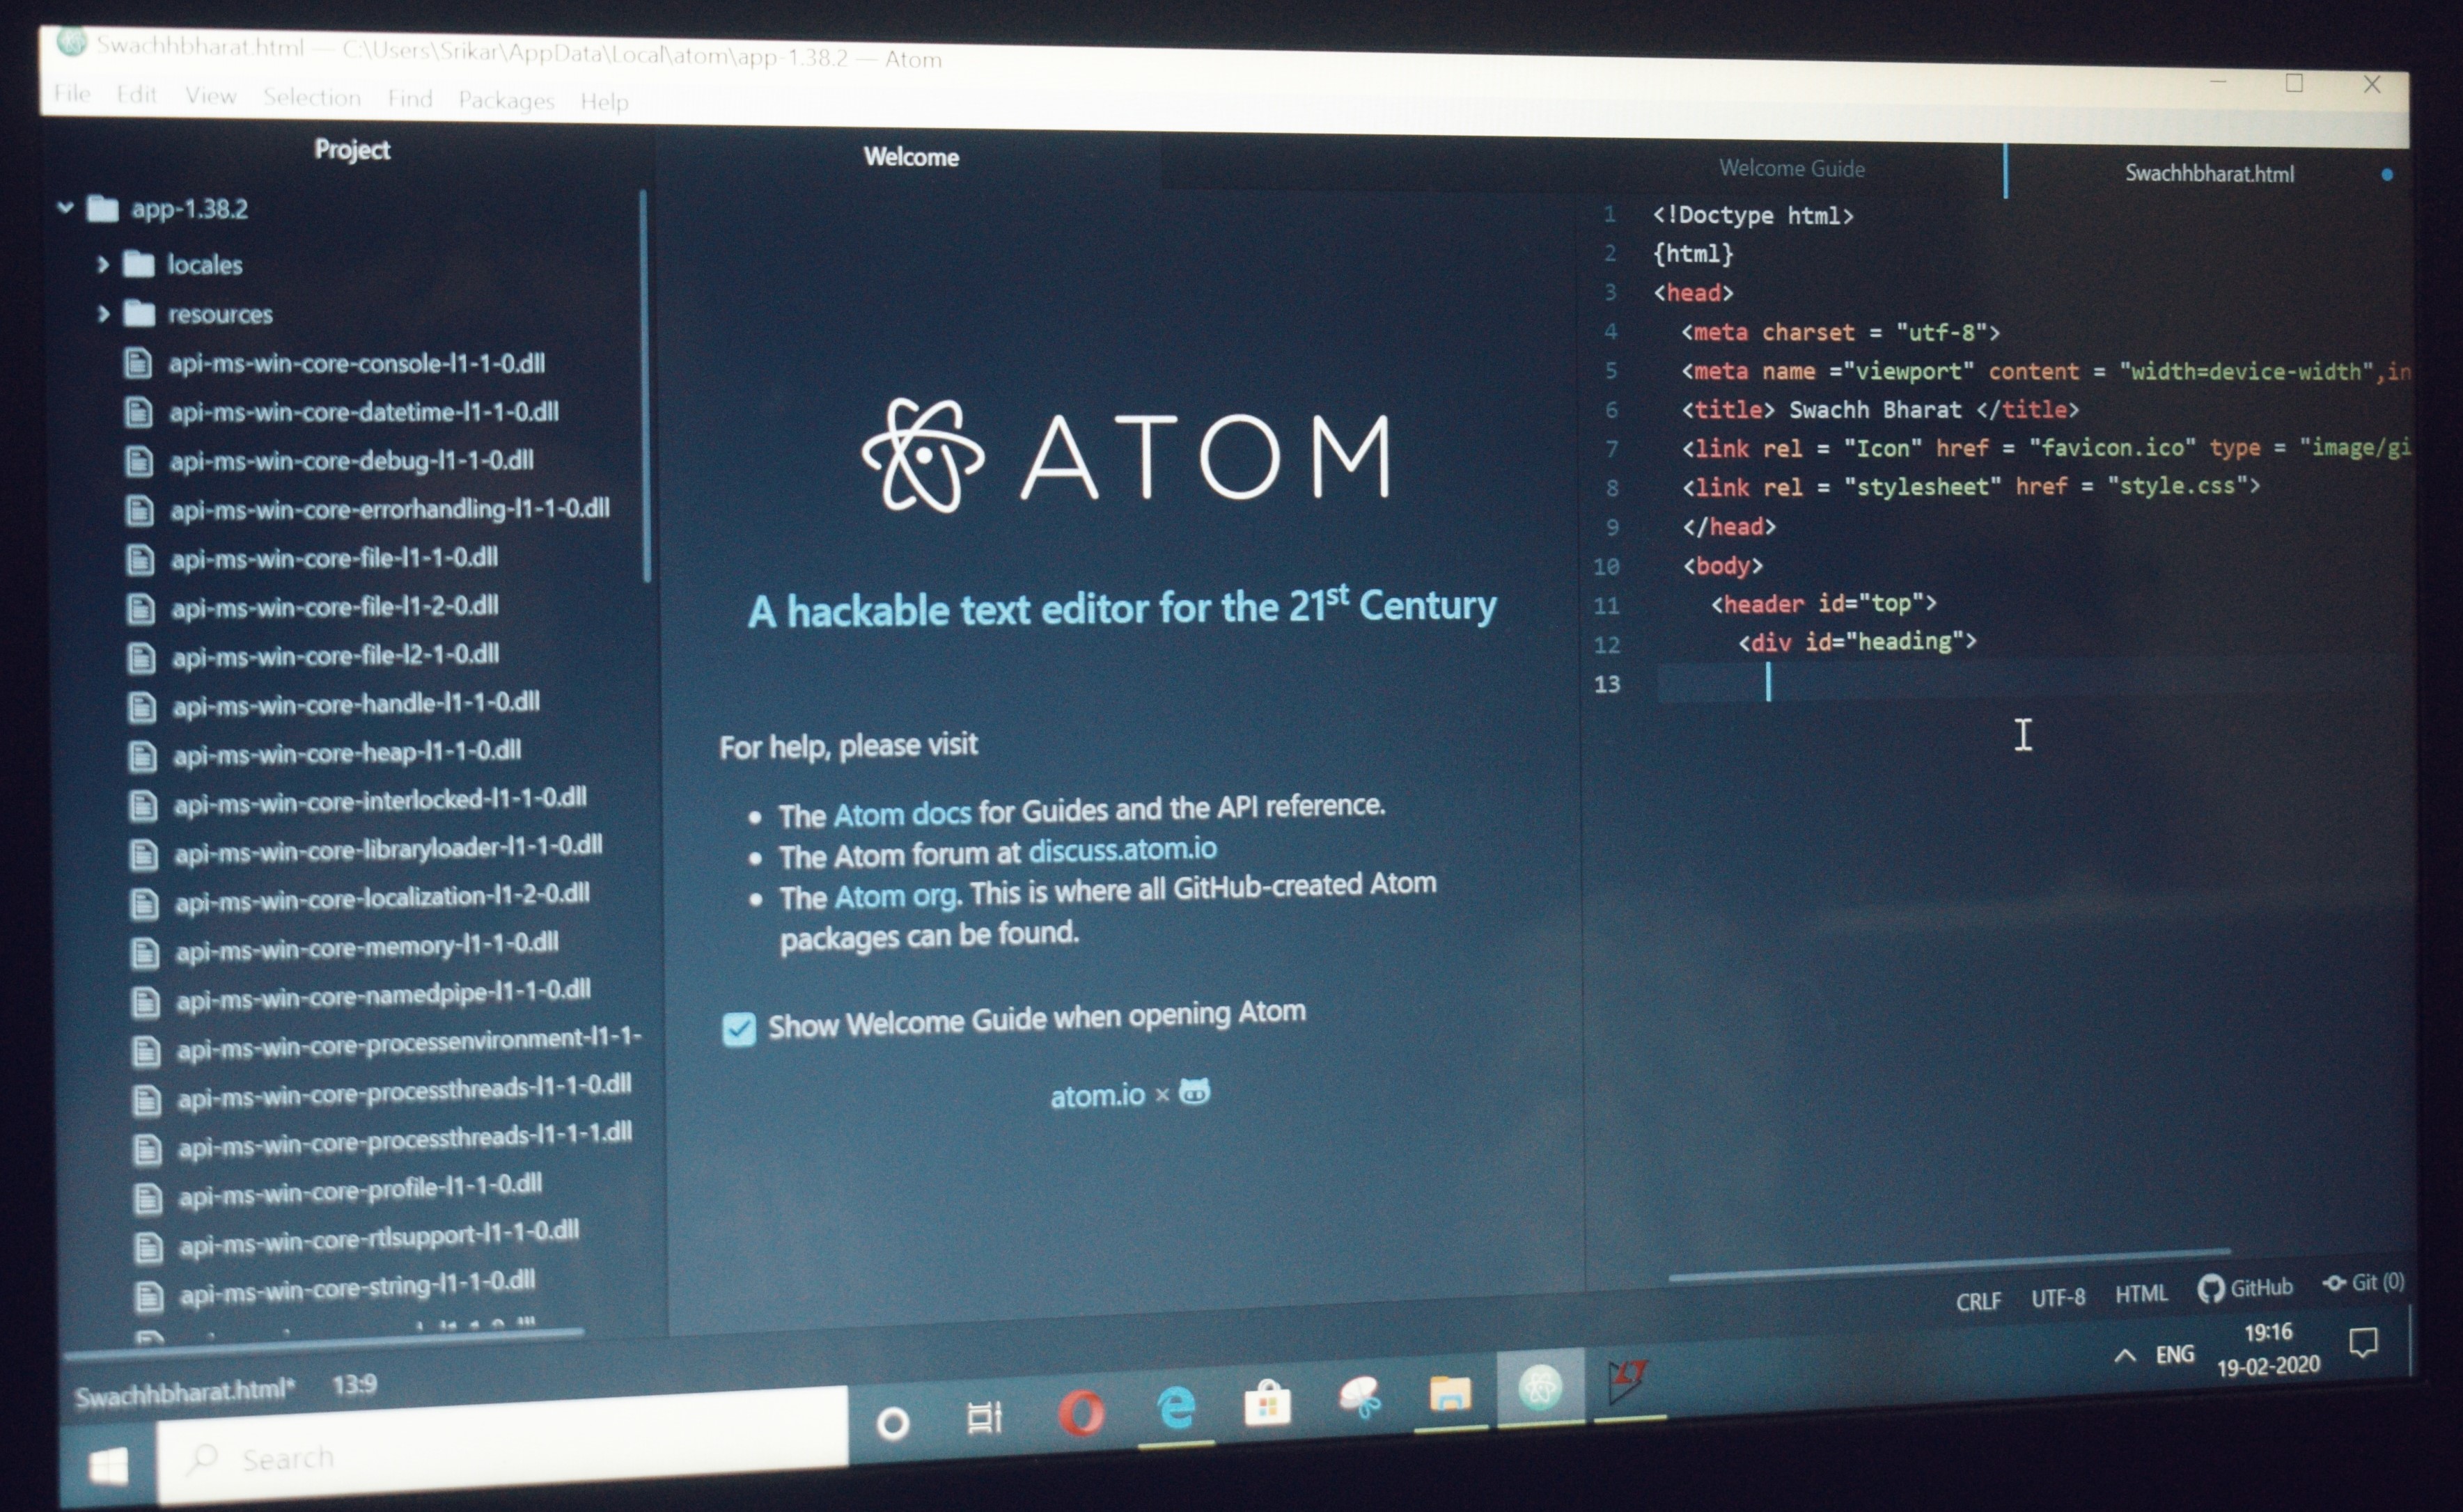 Swachhbharat.html — C:\Users\Srikar\AppData\Local\atom\app-1.38.2 — Atom
File Edit View Selection Find Packages Help
Project
app-1.38.2
locales
resources
api-ms-win-core-console-l1-1-0.dll
api-ms-win-core-datetime-l1-1-0.dll
api-ms-win-core-debug-l1-1-0.dll
api-ms-win-core-errorhandling-l1-1-0.dll
api-ms-win-core-file-l1-1-0.dll
api-ms-win-core-file-l1-2-0.dll
api-ms-win-core-file-l2-1-0.dll
api-ms-win-core-handle-l1-1-0.dll
api-ms-win-core-heap-l1-1-0.dll
api-ms-win-core-interlocked-l1-1-0.dll
api-ms-win-core-libraryloader-l1-1-0.dll
api-ms-win-core-localization-l1-2-0.dll
api-ms-win-core-memory-l1-1-0.dll
api-ms-win-core-namedpipe-l1-1-0.dll
api-ms-win-core-processenvironment-l1-1-
api-ms-win-core-processthreads-l1-1-0.dll
api-ms-win-core-processthreads-l1-1-1.dll
api-ms-win-core-profile-l1-1-0.dll
api-ms-win-core-rtlsupport-l1-1-0.dll
api-ms-win-core-string-l1-1-0.dll
Welcome
ATOM
A hackable text editor for the 21st Century
For help, please visit
• The Atom docs for Guides and the API reference.
• The Atom forum at discuss.atom.io
• The Atom org. This is where all GitHub-created Atom
packages can be found.
Show Welcome Guide when opening Atom
atom.io ×
Welcome Guide
Swachhbharat.html
1 <!Doctype html>
2 {html}
3 <head>
4 <meta charset = "utf-8">
5 <meta name ="viewport" content = "width=device-width",in
6 <title> Swachh Bharat </title>
7 <link rel = "Icon" href = "favicon.ico" type = "image/gi
8 <link rel = "stylesheet" href = "style.css">
9 </head>
10 <body>
11 <header id="top">
12 <div id="heading">
13
Swachhbharat.html* 13:9
CRLF UTF-8 HTML GitHub Git (0)
Search
ENG
19:16
19-02-2020